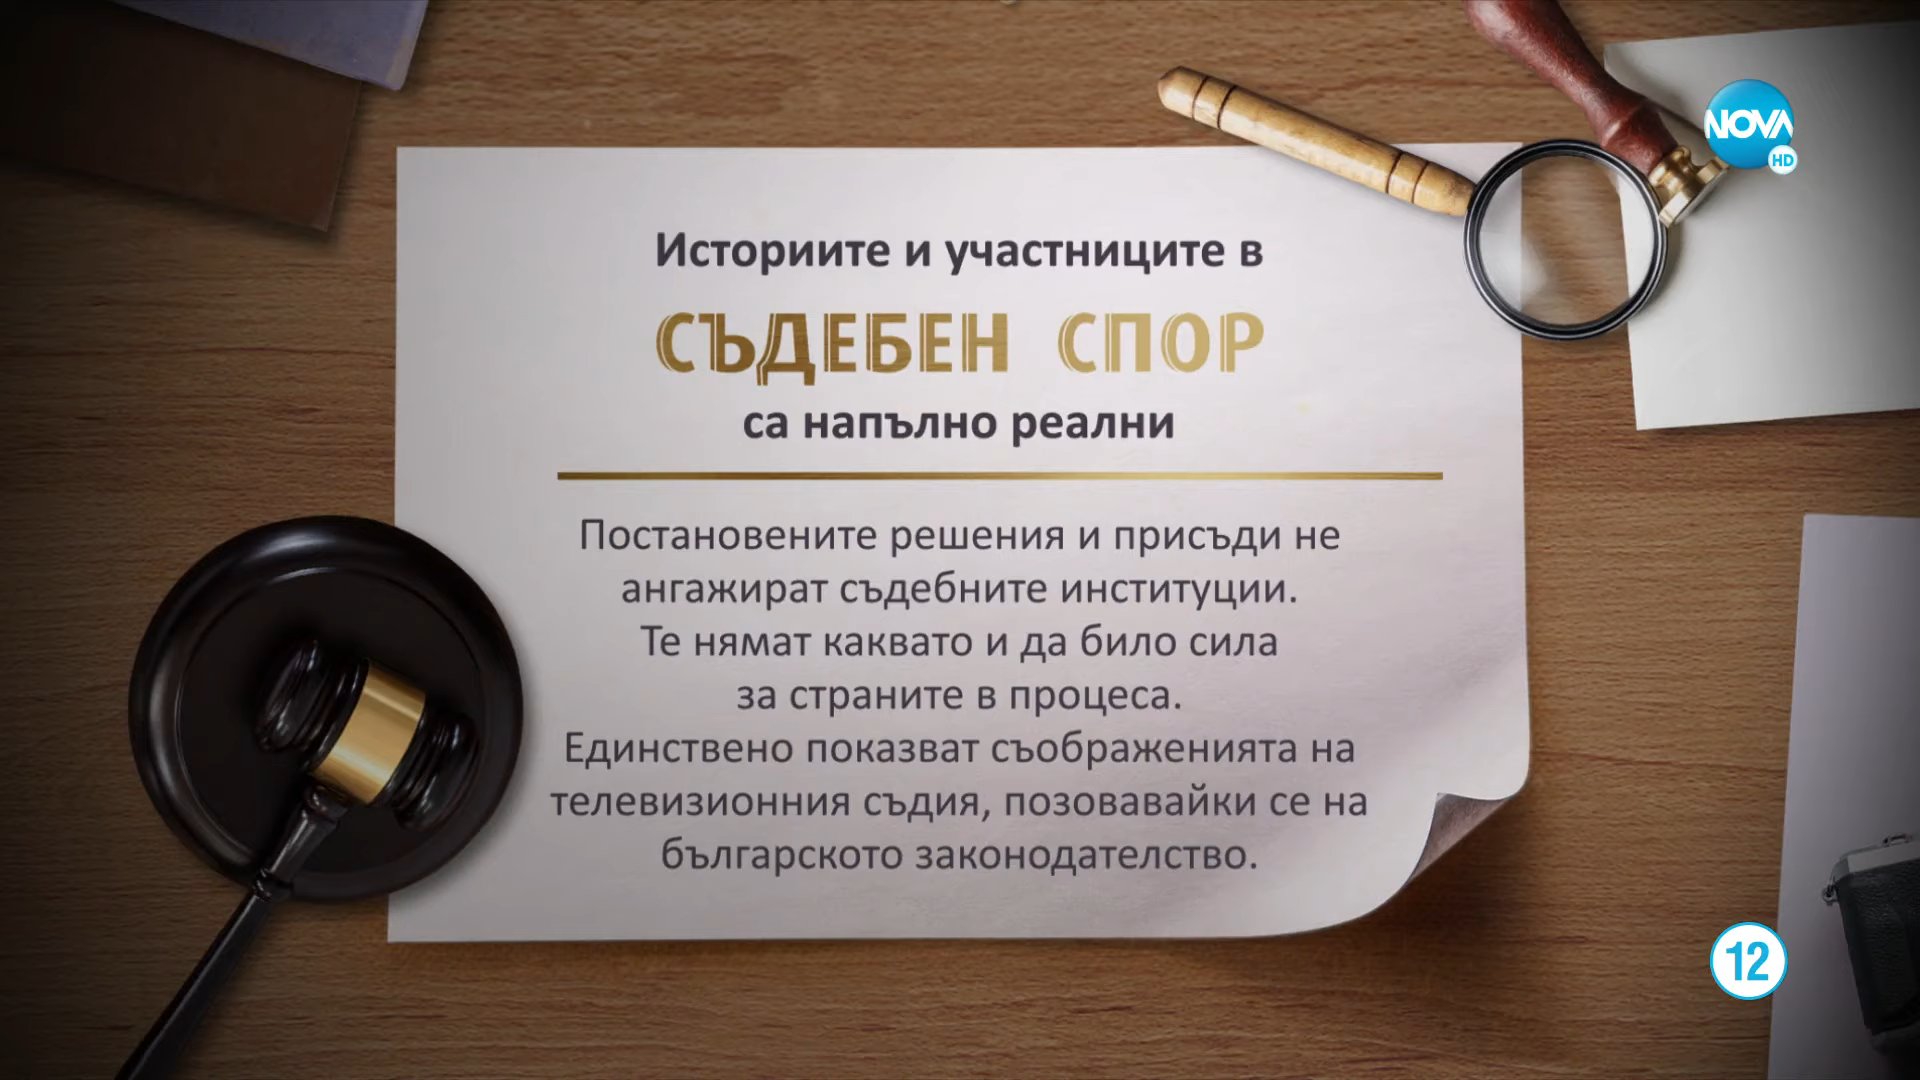 NOVA
HD
Историите и участниците в
СЪДЕБЕН СПОР
са напълно реални
Постановените решения и присъди не
ангажират съдебните институции.
Те нямат каквато и да било сила
за страните в процеса.
Единствено показват съображенията на
телевизионния съдия, позовавайки се на
българското законодателство.
12